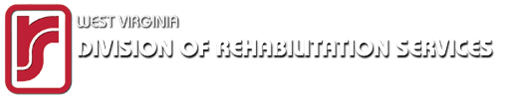 WEST VIRGINIA
DIVISION OF REHABILITATION SERVICES